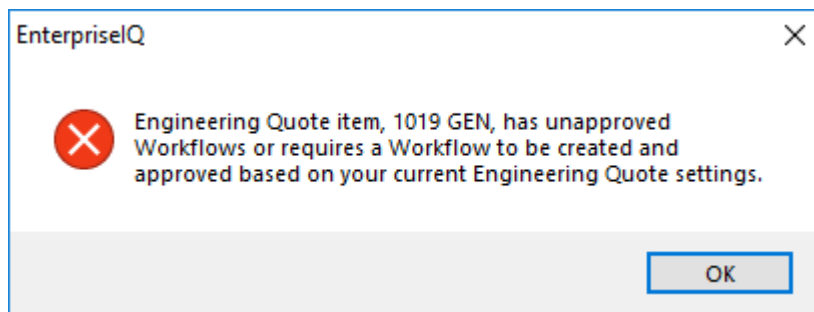 EnterpriseIQ
Engineering Quote item, 1019 GEN, has unapproved
Workflows or requires a Workflow to be created and
approved based on your current Engineering Quote settings.
OK